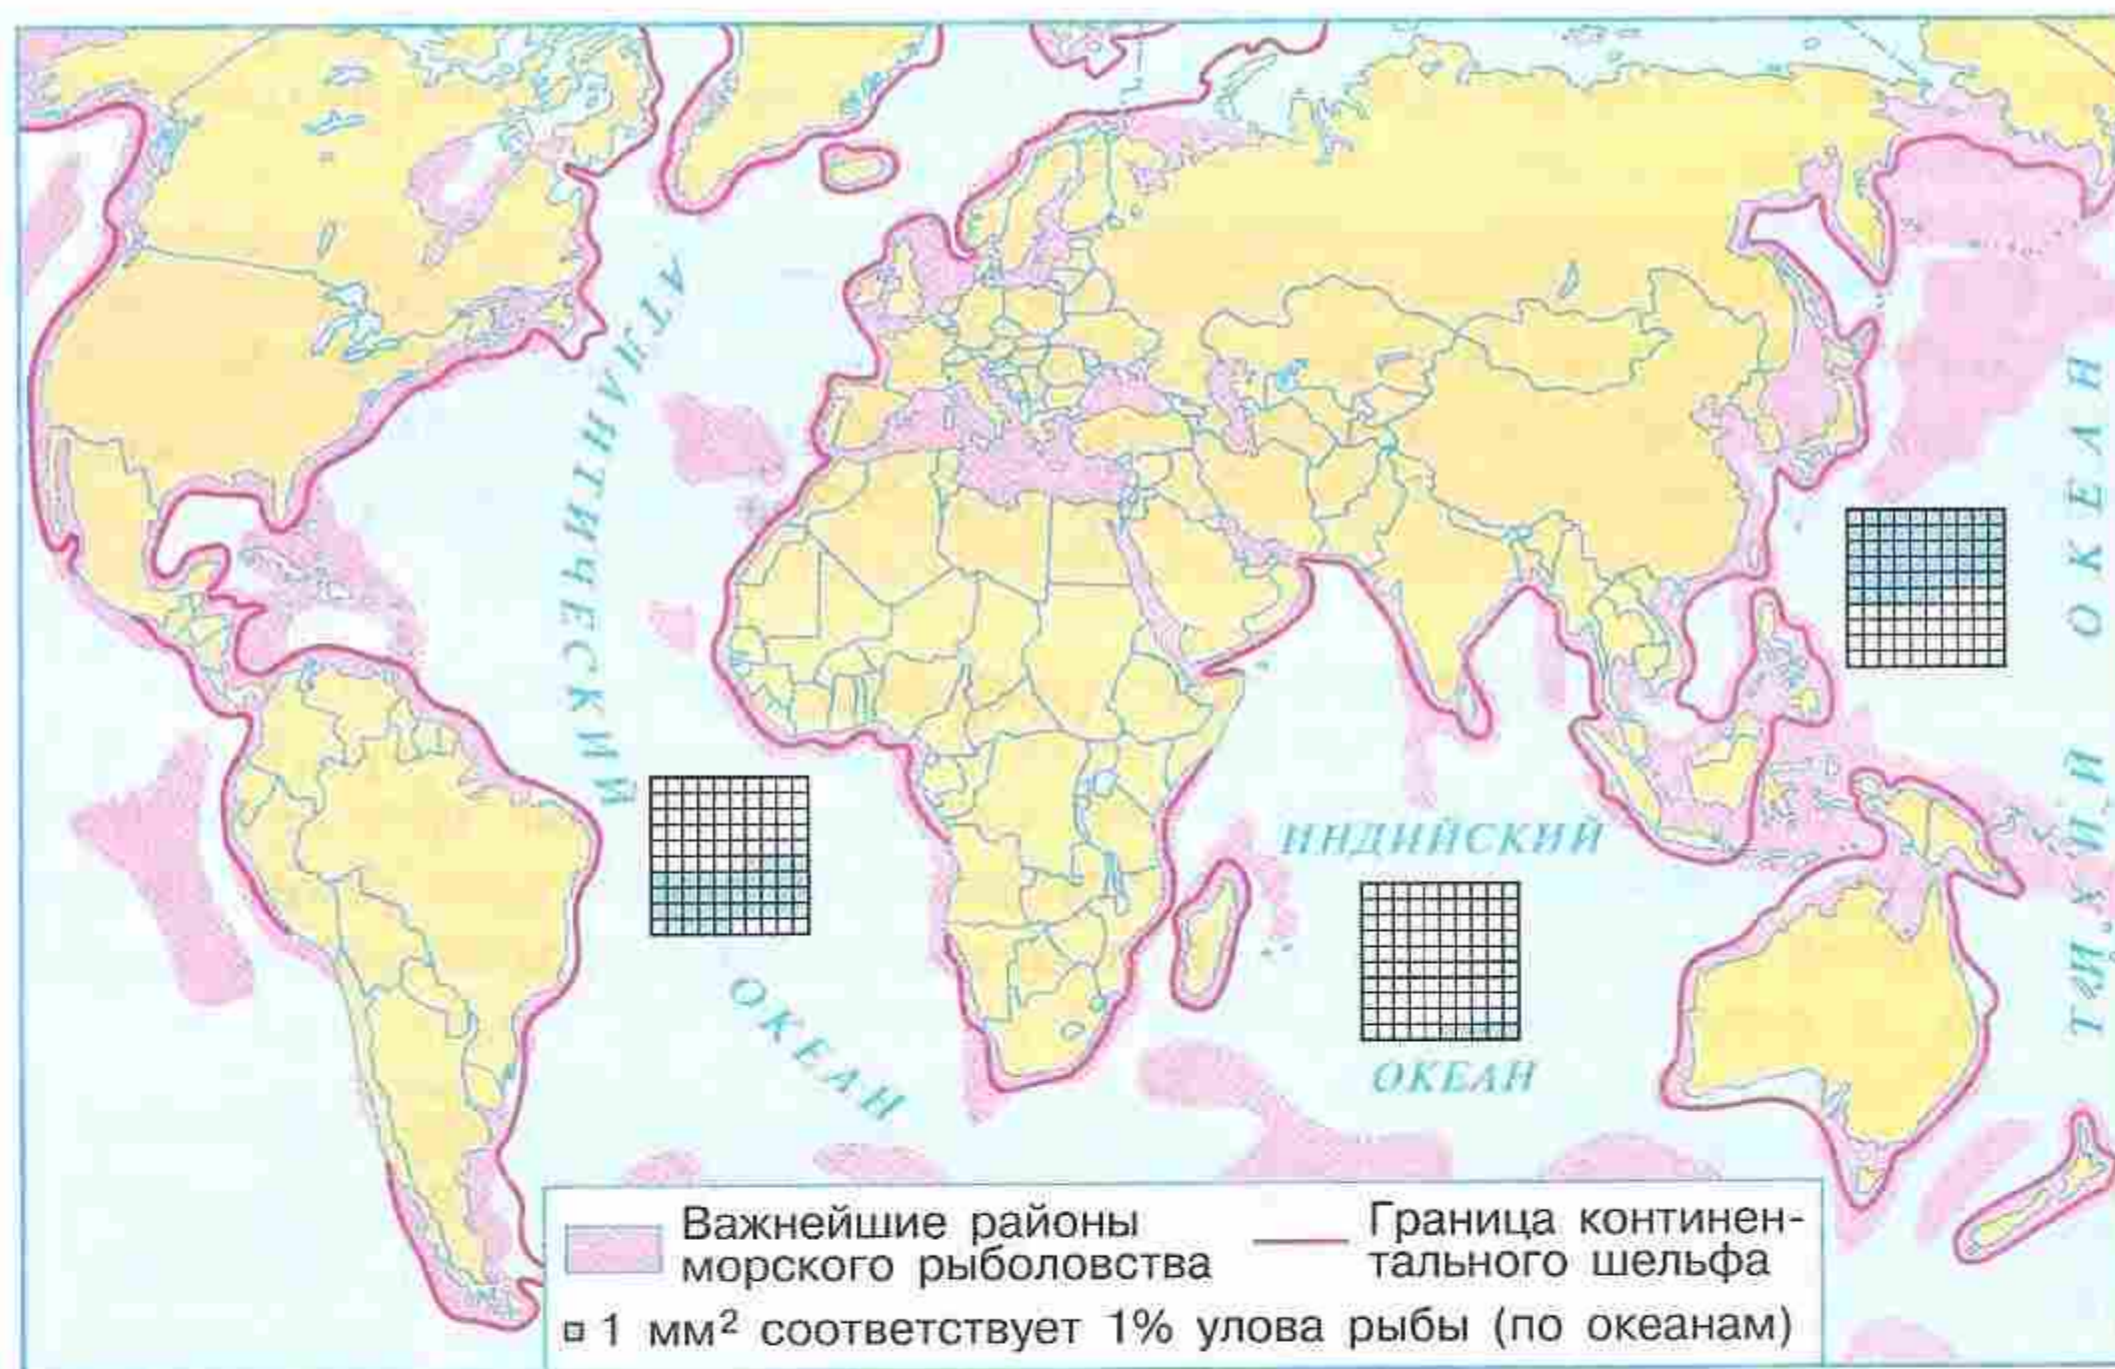 АТЛАНТИЧЕСКИЙ
ОКЕАН
ИНДИЙСКИЙ
ОКЕАН
ТИХИЙ ОКЕАН
Важнейшие районы
морского рыболовства
Граница континен-
тального шельфа
1 мм² соответствует 1% улова рыбы (по океанам)